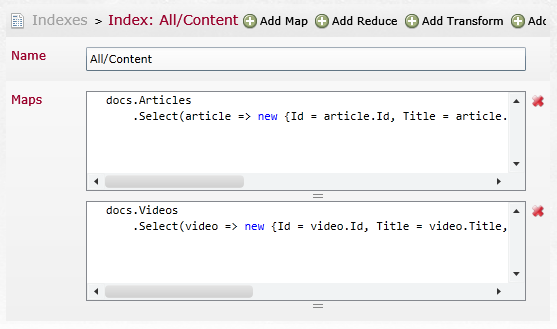 Indexes > Index: All/Content Add Map Add Reduce Add Transform Add
Name All/Content
Maps docs.Articles
.Select(article => new {Id = article.Id, Title = article.
docs.Videos
.Select(video => new {Id = video.Id, Title = video.Title,